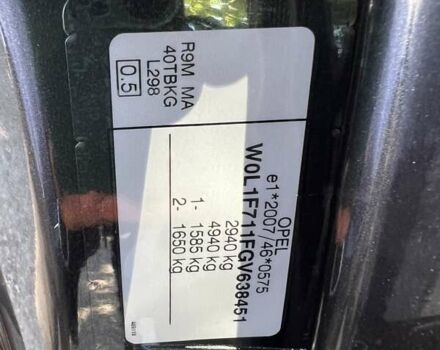 OPEL
e1*2007/46*0575
W0L1F711FGV638451
2940 kg
4940 kg
1- 1585 kg
2- 1650 kg
R9M MA
40TBKG
L298
0.5